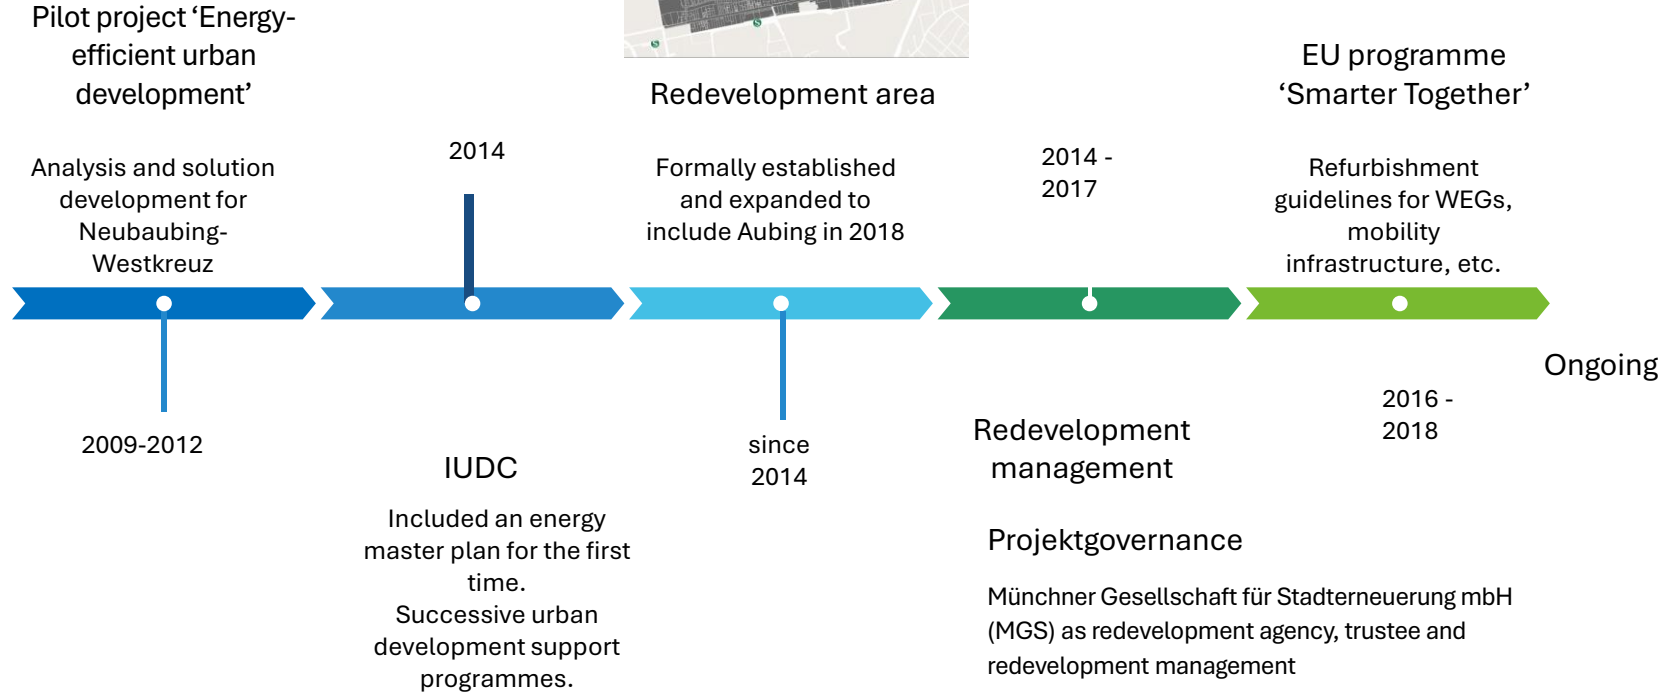 Pilot project ‘Energy-
efficient urban
development’
Analysis and solution
development for
Neubaubing-
Westkreuz
2009-2012
2014
IUDC
Included an energy
master plan for the first
time.
Successive urban
development support
programmes.
S
S
Redevelopment area
Formally established
and expanded to
include Aubing in 2018
since
2014
2014 -
2017
Redevelopment
management
Projektgovernance
Münchner Gesellschaft für Stadterneuerung mbH
(MGS) as redevelopment agency, trustee and
redevelopment management
EU programme
‘Smarter Together’
Refurbishment
guidelines for WEGs,
mobility
infrastructure, etc.
2016 -
2018
Ongoing